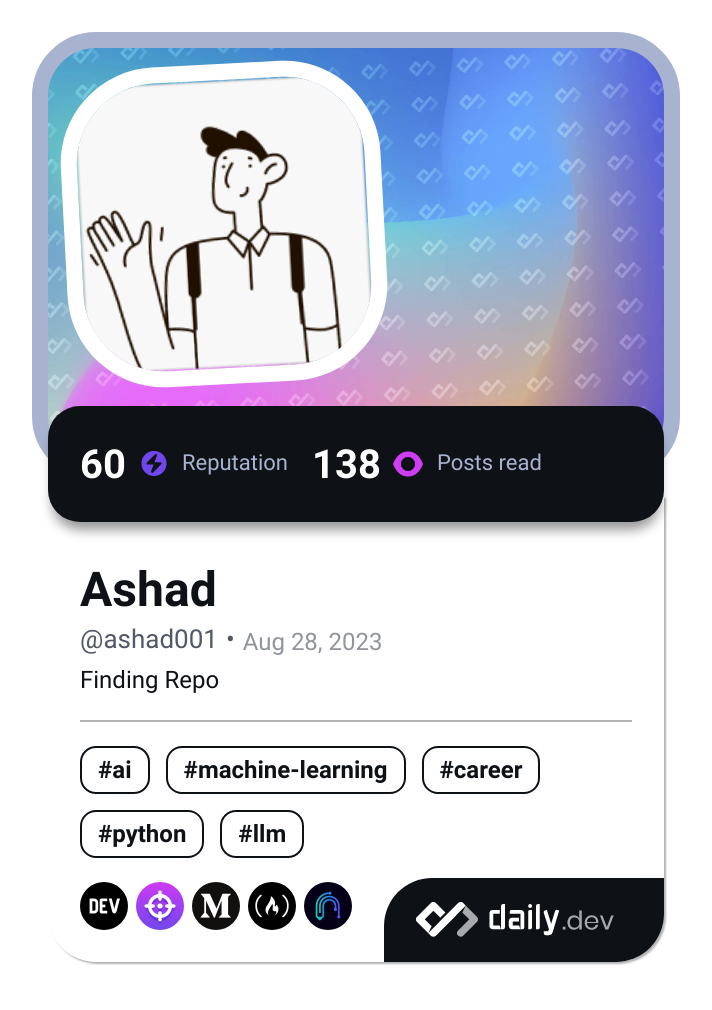 60 Reputation 138 Posts read
Ashad
@ashad001 • Aug 28, 2023
Finding Repo
#ai #machine-learning #career
#python #llm
DEV M daily.dev